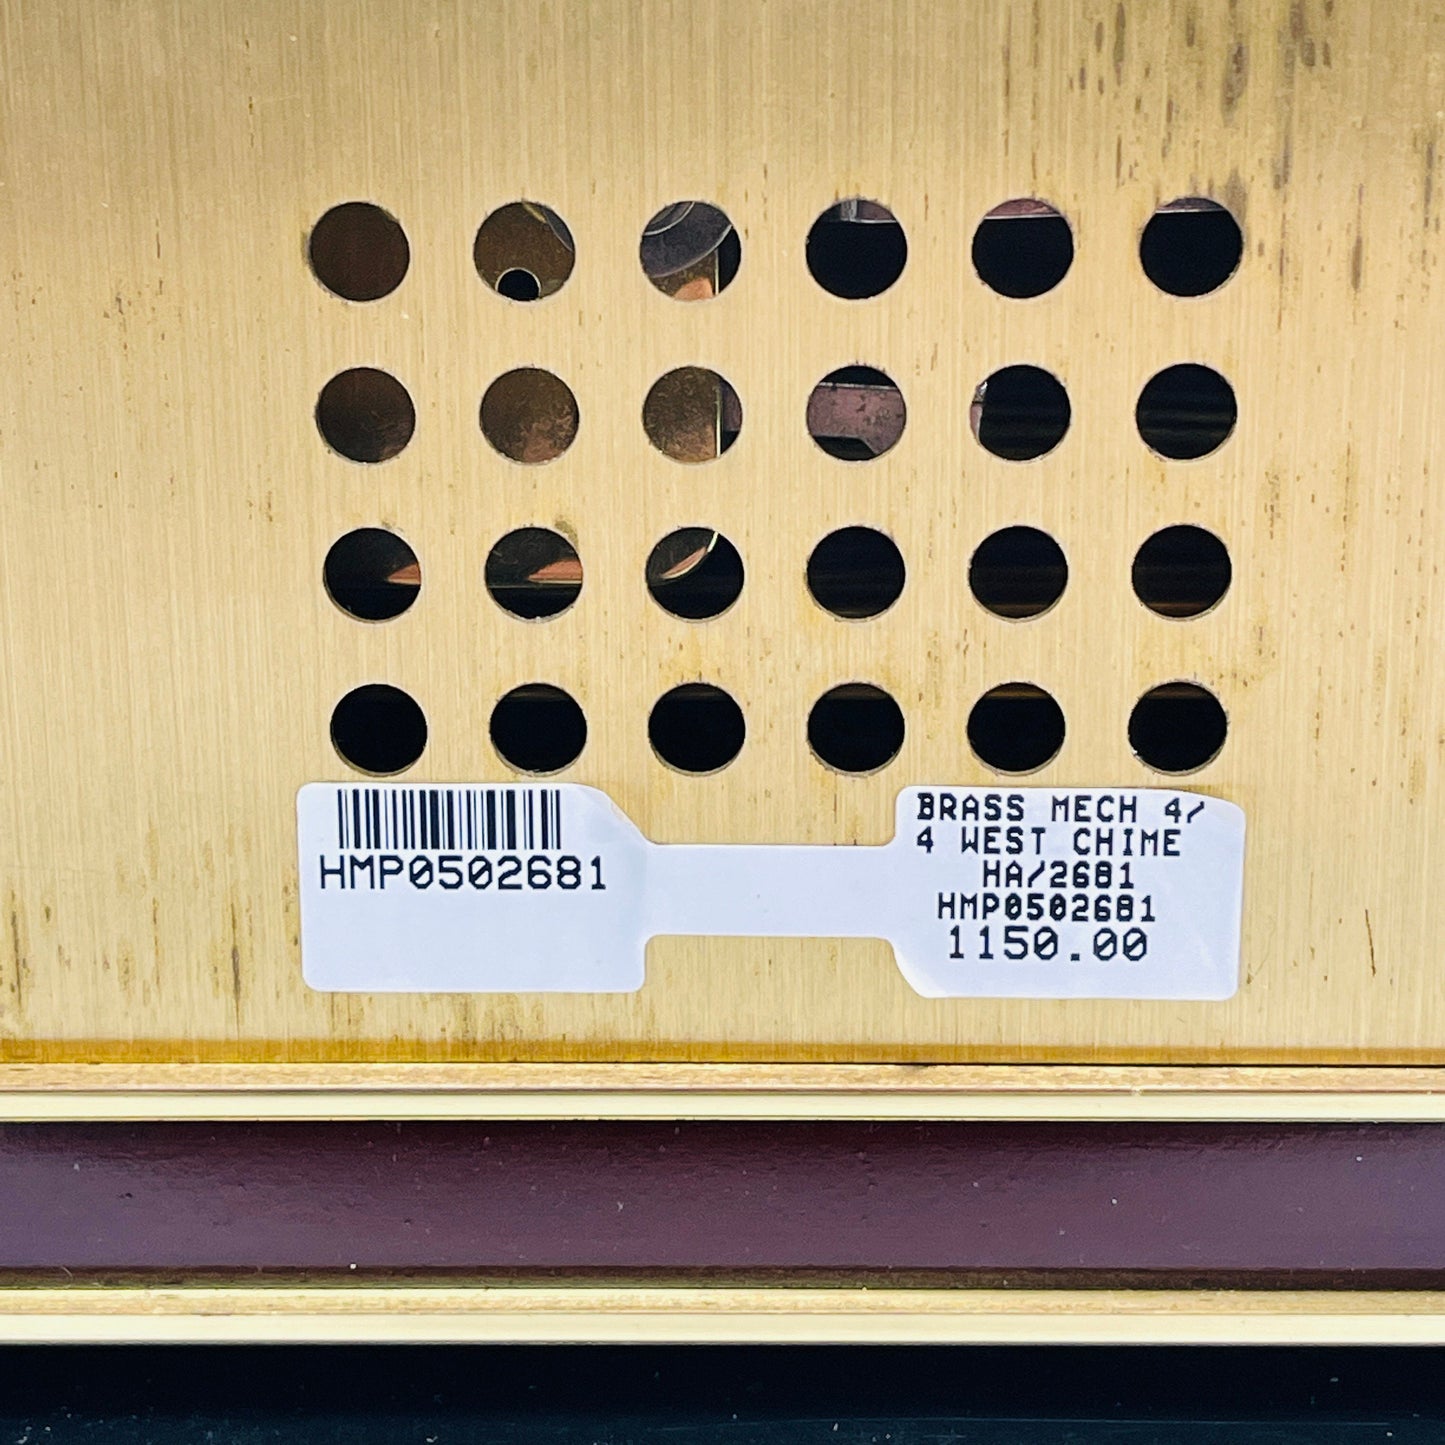 HMP0502681
BRASS MECH 4/
4 WEST CHIME
HA/2681
HMP0502681
1150.00